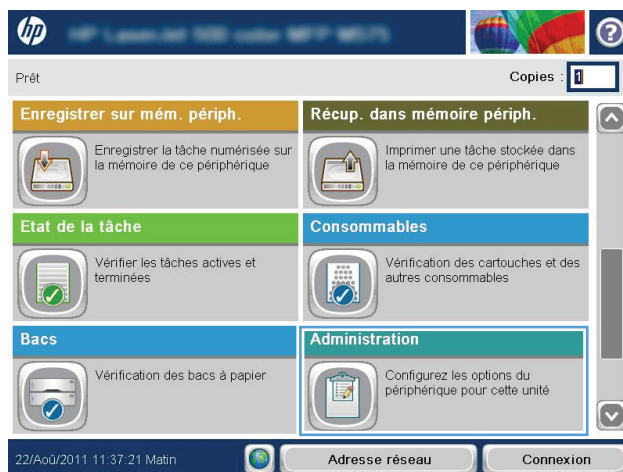 hp
?
Prêt
Copies : 1
Enregistrer sur mém. périph.
Enregistrer la tâche numérisée sur
la mémoire de ce périphérique
Récup. dans mémoire périph.
Imprimer une tâche stockée dans
la mémoire de ce périphérique
Etat de la tâche
Vérifier les tâches actives et
terminées
Consommables
Vérification des cartouches et des
autres consommables
Bacs
Vérification des bacs à papier
Administration
Configurez les options du
périphérique pour cette unité
22/Aoû/2011 11:37:21 Matin
Adresse réseau
Connexion